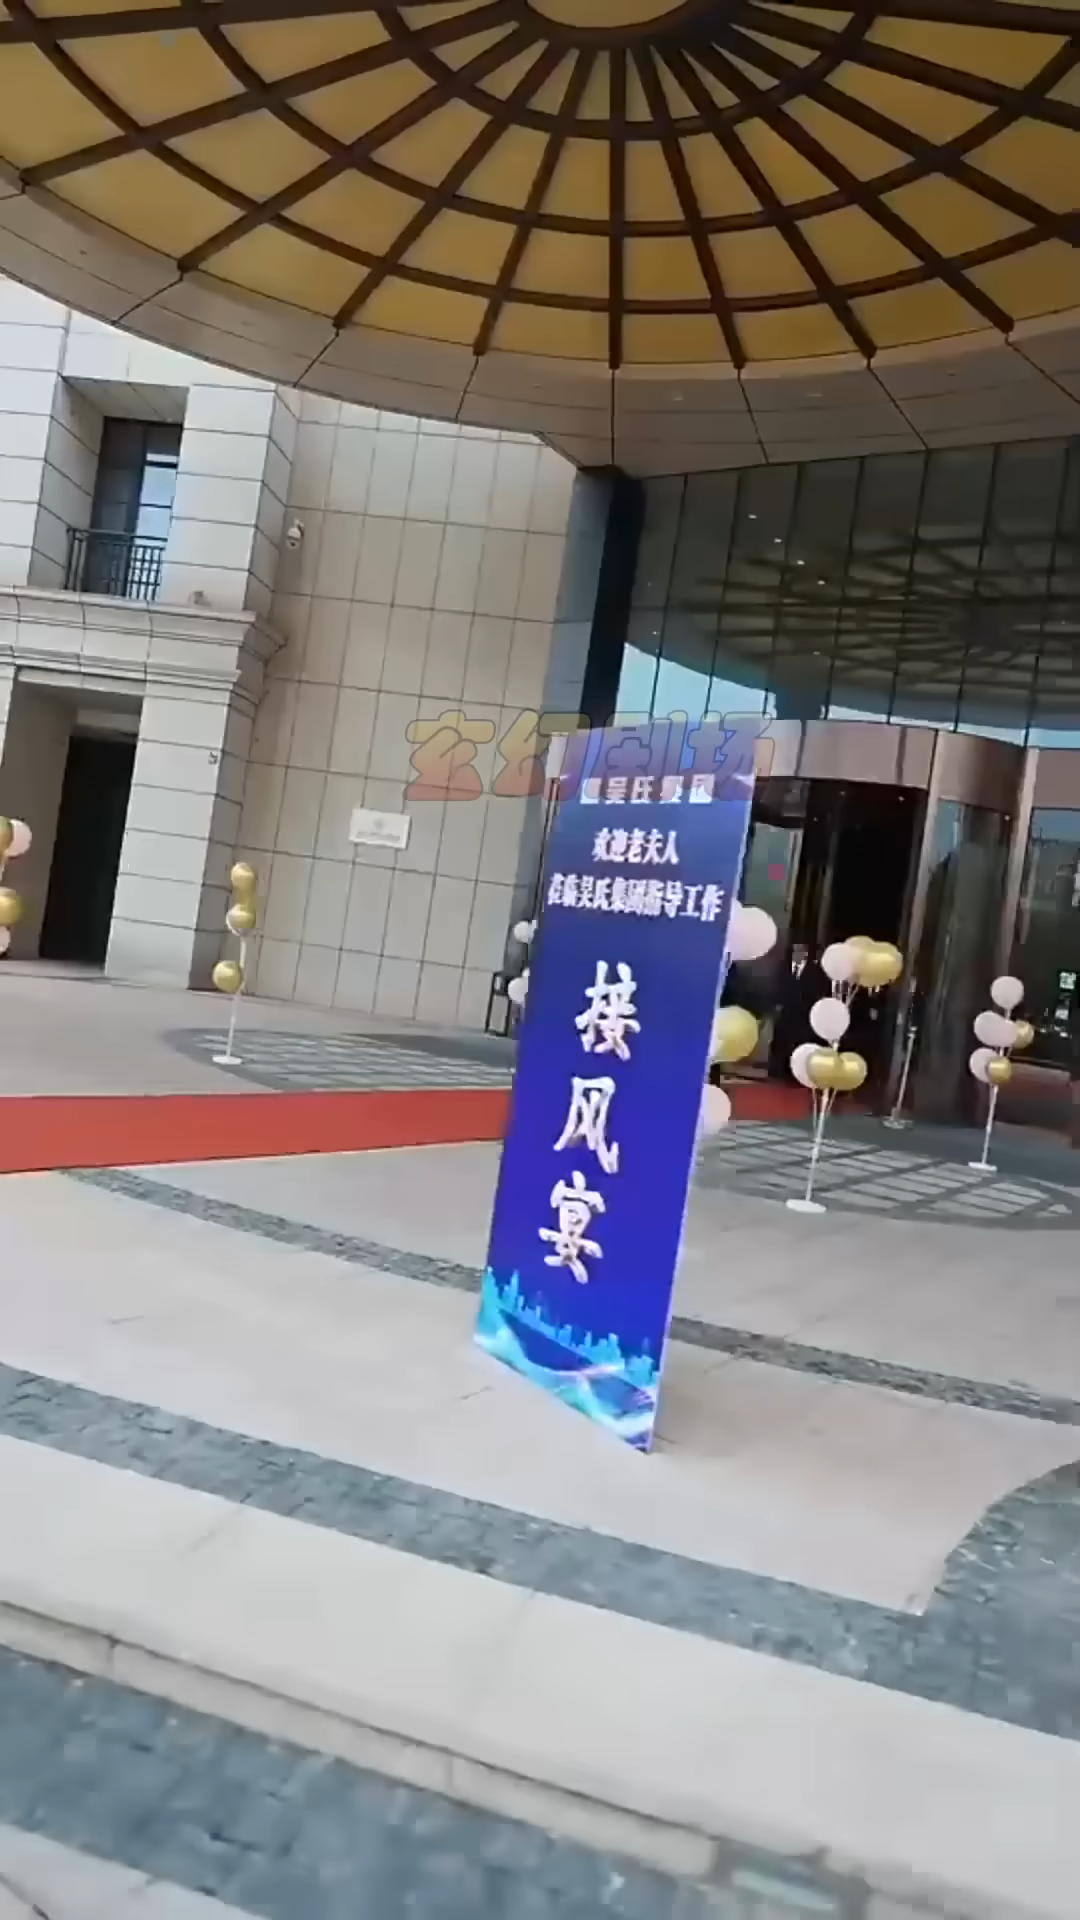 玄幻剧场
吴氏集团
欢迎老夫人
莅临吴氏集团指导工作
接
风
宴